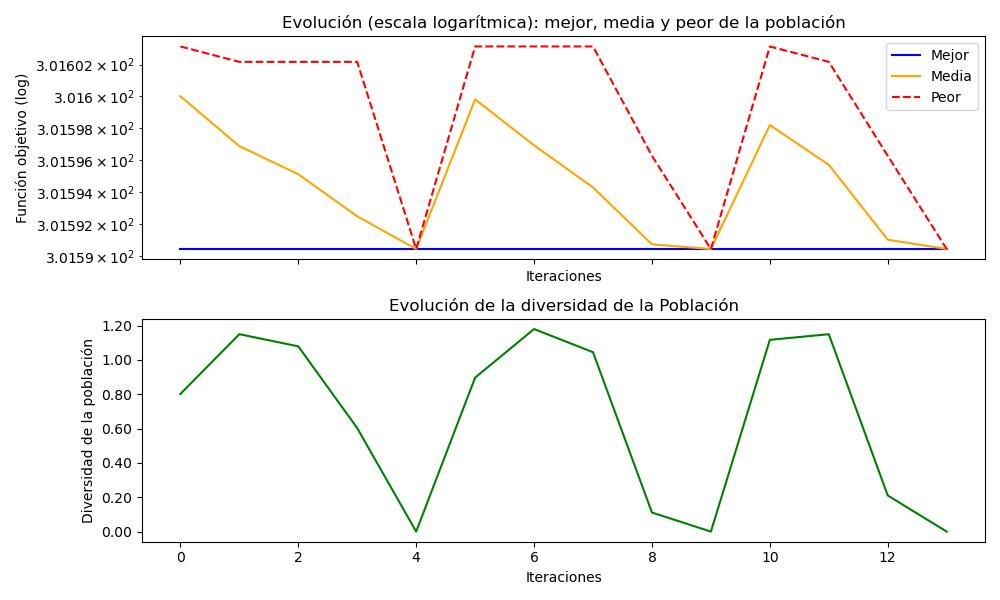 Evolución (escala logarítmica): mejor, media y peor de la población
Función objetivo (log)
3.01602 × 10²
3.016 × 10²
3.01598 × 10²
3.01596 × 10²
3.01594 × 10²
3.01592 × 10²
3.0159 × 10²
Mejor
Media
Peor
Iteraciones
Evolución de la diversidad de la Población
Diversidad de la población
1.20
1.00
0.80
0.60
0.40
0.20
0.00
0 2 4 6 8 10 12
Iteraciones